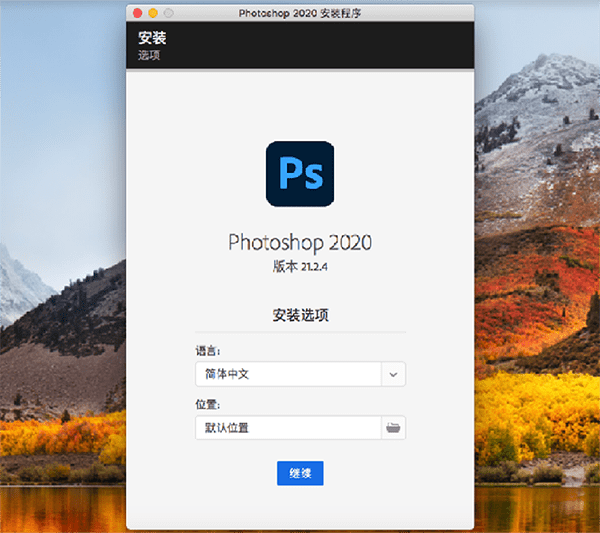 Photoshop 2020 安装程序
安装
选项
Ps
Photoshop 2020
版本 21.2.4
安装选项
语言:
简体中文
位置:
默认位置
继续